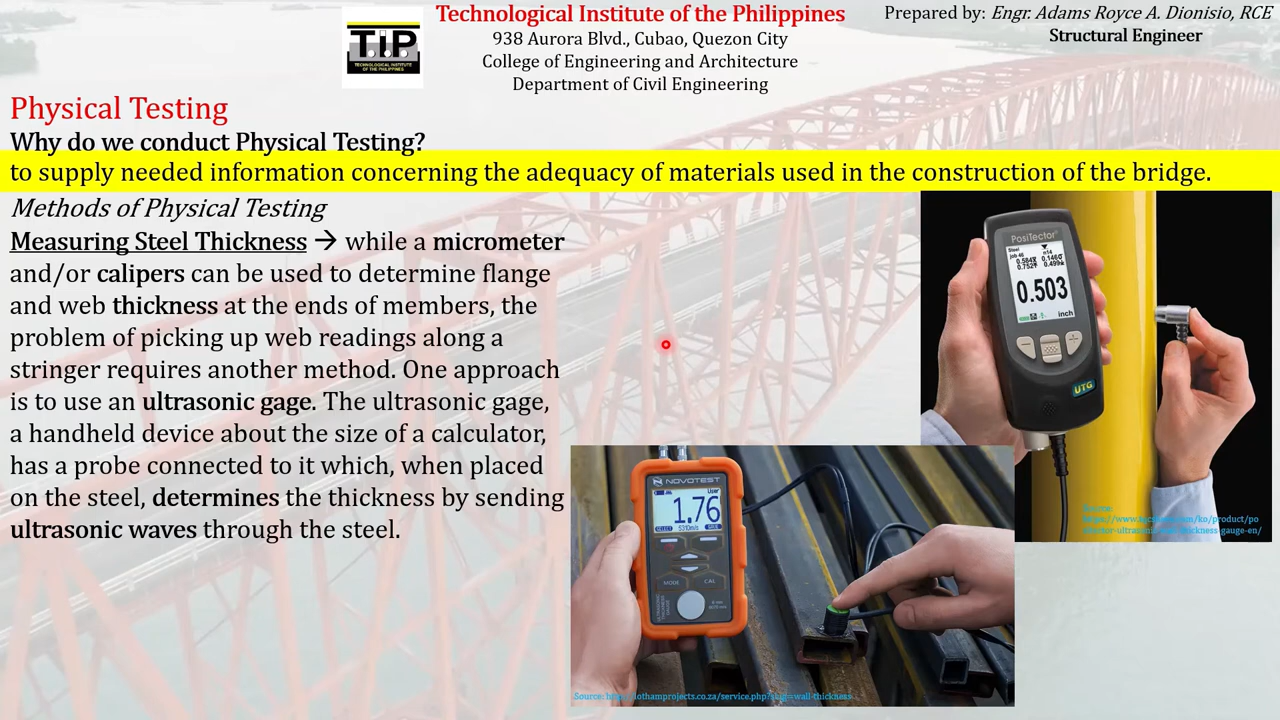 TiP
TECHNOLOGICAL INSTITUTE
OF THE PHILIPPINES
Technological Institute of the Philippines
938 Aurora Blvd., Cubao, Quezon City
College of Engineering and Architecture
Department of Civil Engineering
Prepared by: Engr. Adams Royce A. Dionisio, RCE
Structural Engineer
Physical Testing
Why do we conduct Physical Testing?
to supply needed information concerning the adequacy of materials used in the construction of the bridge.
Methods of Physical Testing
Measuring Steel Thickness → while a micrometer
and/or calipers can be used to determine flange
and web thickness at the ends of members, the
problem of picking up web readings along a
stringer requires another method. One approach
is to use an ultrasonic gage. The ultrasonic gage,
a handheld device about the size of a calculator,
has a probe connected to it which, when placed
on the steel, determines the thickness by sending
ultrasonic waves through the steel.
PosiTector
Steel
0.503
inch
UTG
NOVOTEST
User
1.76
MODE
CAL
Source:
Source: